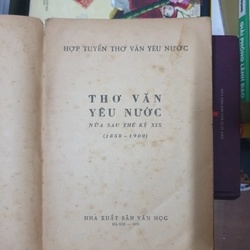 HỢP TUYỂN THƠ VĂN YÊU NƯỚC
THƠ VĂN
YÊU NƯỚC
NỬA SAU THẾ KỶ XIX
(1858 - 1900)
NHÀ XUẤT BẢN VĂN HỌC